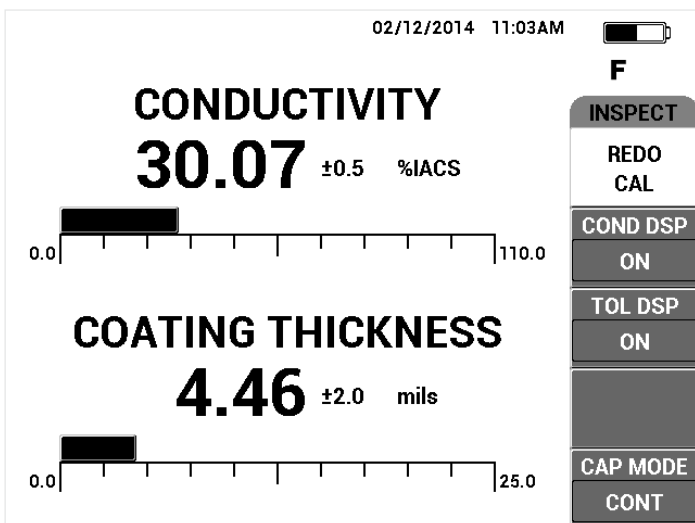 02/12/2014 11:03AM
F
CONDUCTIVITY
30.07 ±0.5 %IACS
0.0 110.0
COATING THICKNESS
4.46 ±2.0 mils
0.0 25.0
INSPECT
REDO
CAL
COND DSP
ON
TOL DSP
ON
CAP MODE
CONT